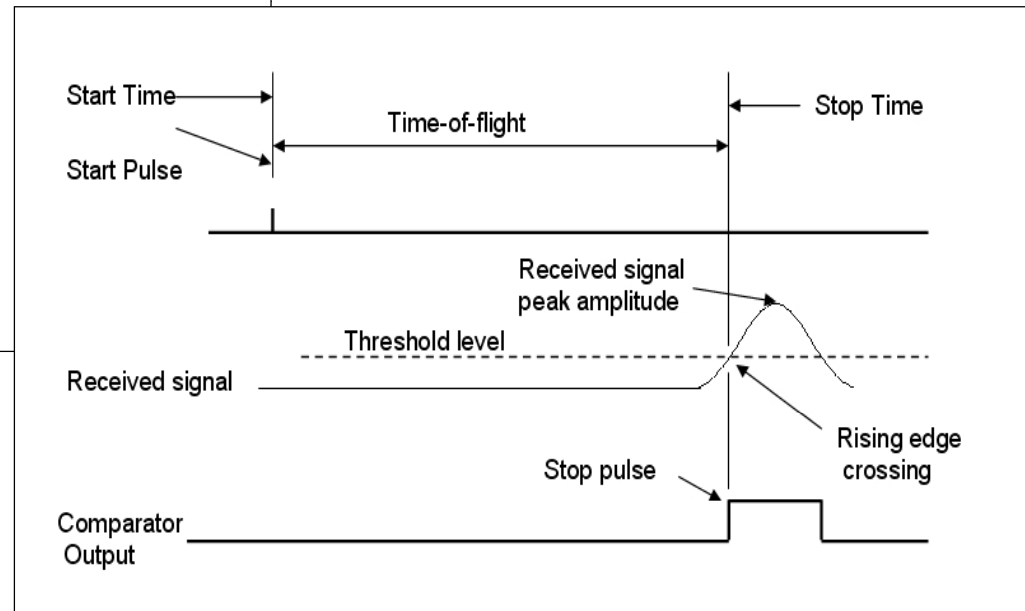 Start Time
Time-of-flight
Stop Time
Start Pulse
Received signal
peak amplitude
Threshold level
Received signal
Rising edge
crossing
Stop pulse
Comparator
Output